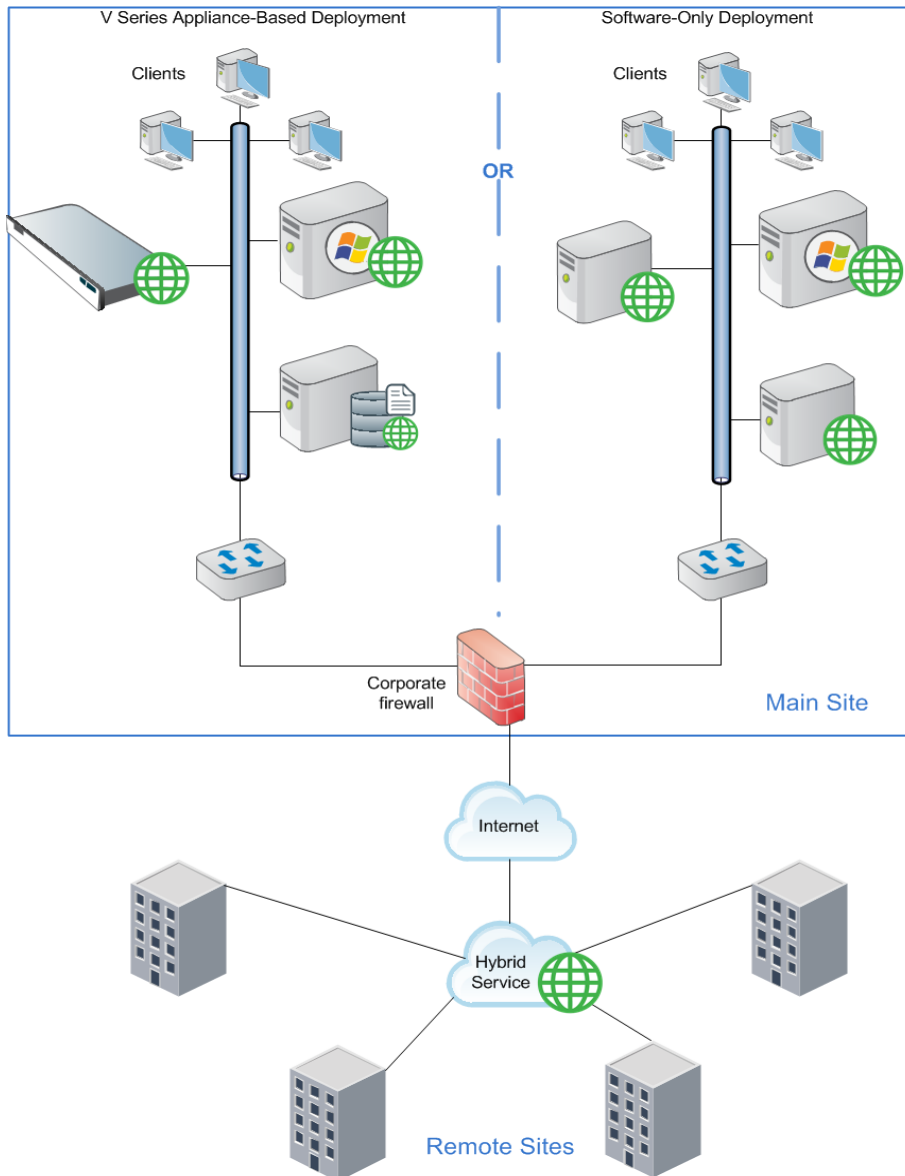 V Series Appliance-Based Deployment
Software-Only Deployment
Clients
Clients
OR
Corporate
firewall
Main Site
Internet
Hybrid
Service
Remote Sites